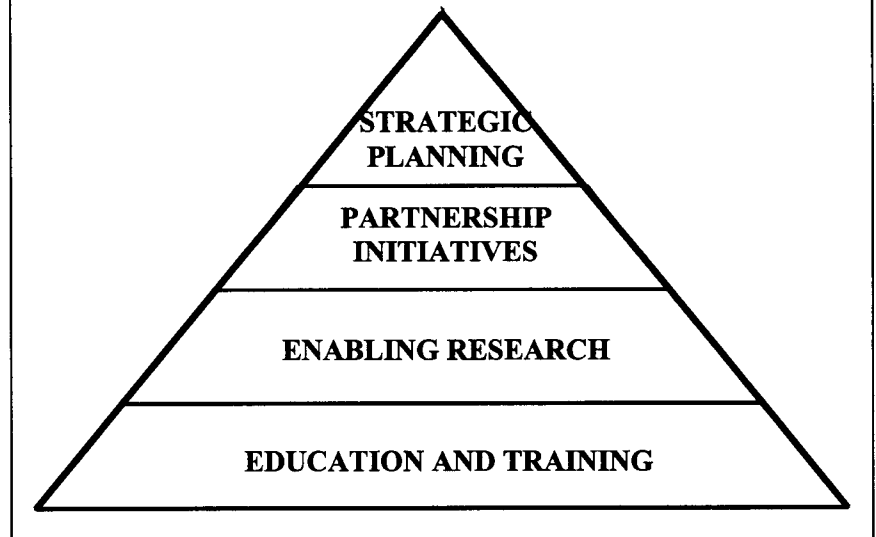 STRATEGIC
PLANNING
PARTNERSHIP
INITIATIVES
ENABLING RESEARCH
EDUCATION AND TRAINING